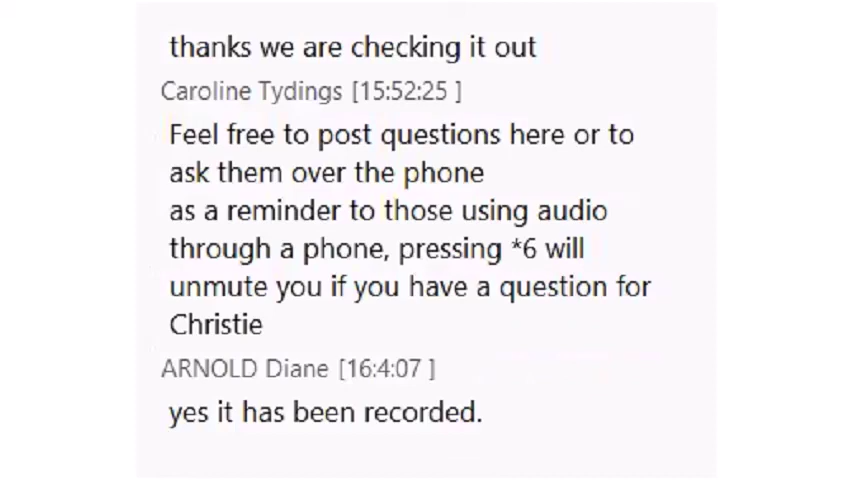 thanks we are checking it out
Caroline Tydings [15:52:25 ]
Feel free to post questions here or to
ask them over the phone
as a reminder to those using audio
through a phone, pressing *6 will
unmute you if you have a question for
Christie
ARNOLD Diane [16:4:07 ]
yes it has been recorded.